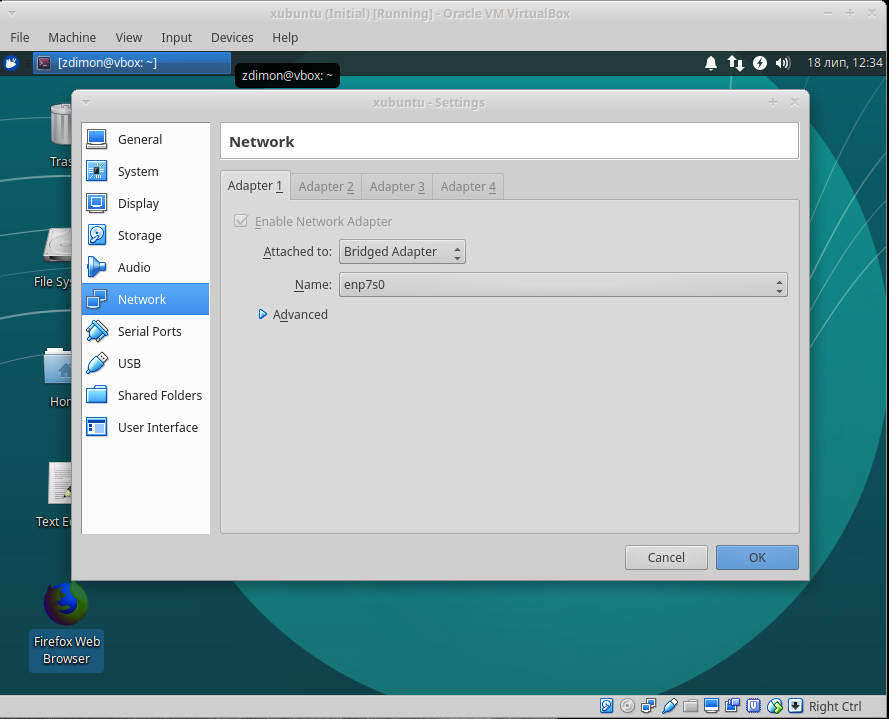 xubuntu (Initial) [Running] - Oracle VM VirtualBox
File Machine View Input Devices Help
[zdimon@vbox: ~]
18 лип, 12:34
zdimon@vbox: ~
xubuntu - Settings
Tras
File Sys
Hor
Text E
Firefox Web
Browser
General
System
Display
Storage
Audio
Network
Serial Ports
USB
Shared Folders
User Interface
Network
Adapter 1 Adapter 2 Adapter 3 Adapter 4
Enable Network Adapter
Attached to: Bridged Adapter
Name: enp7s0
Advanced
Cancel OK
Right Ctrl